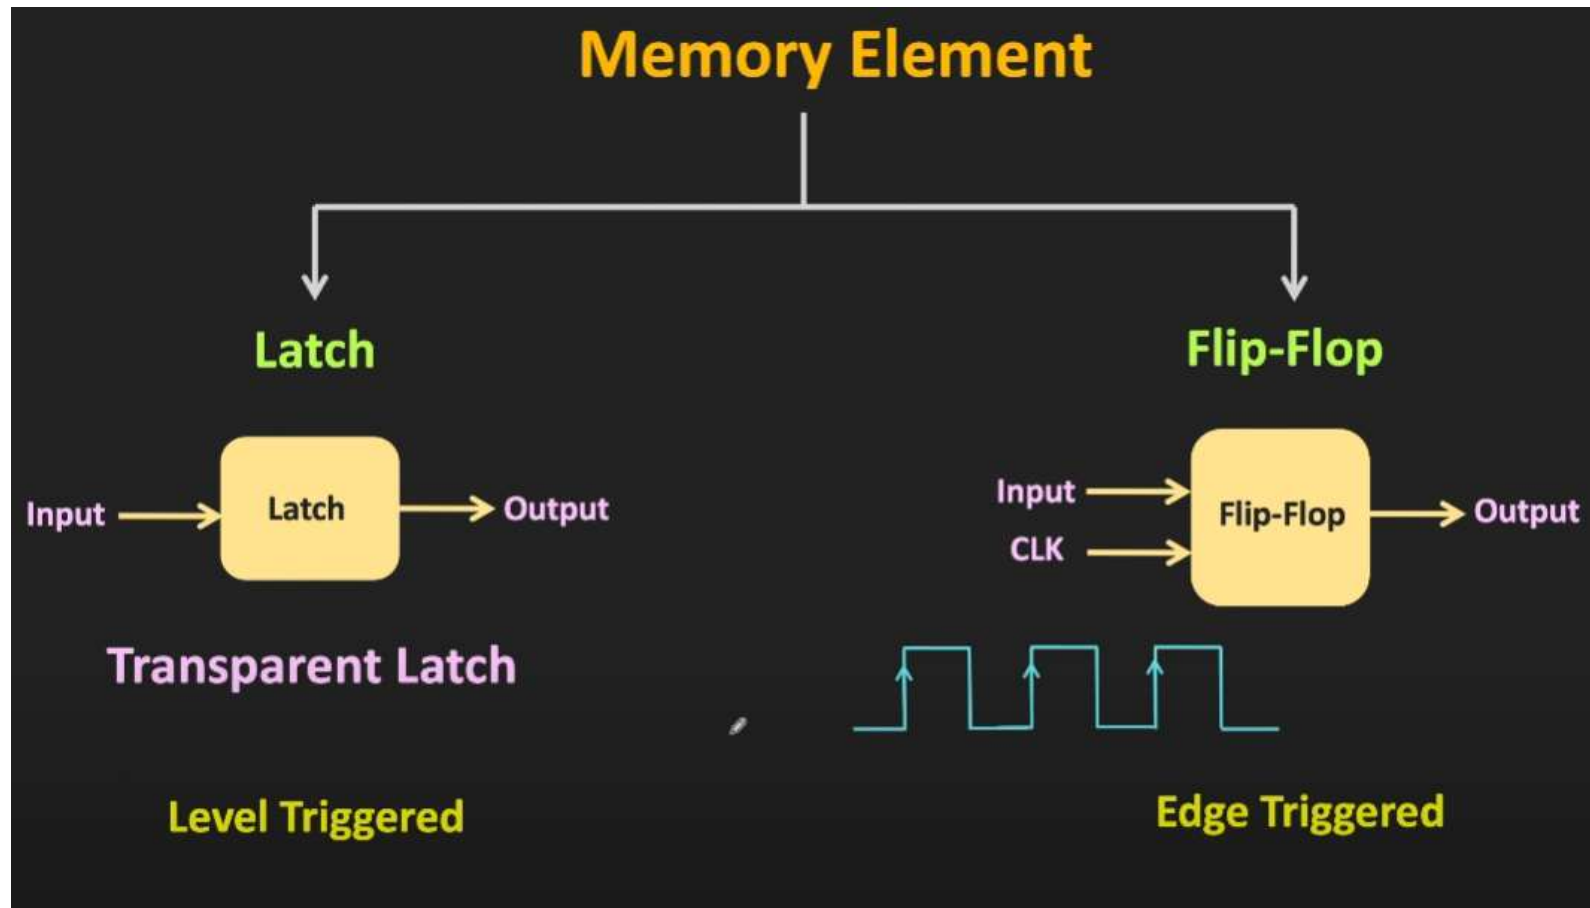 Memory Element
Latch
Input
Latch
Output
Transparent Latch
Level Triggered
Flip-Flop
Input
CLK
Flip-Flop
Output
Edge Triggered